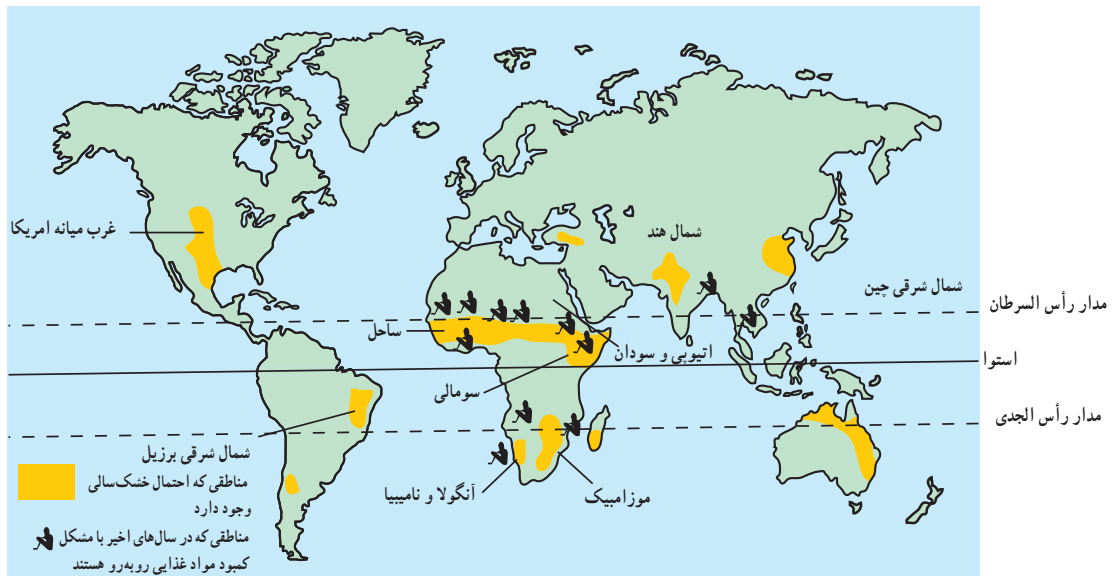 غرب میانه امریکا
شمال هند
شمال شرقی چین
مدار رأس السرطان
ساحل
اتیوپی و سودان
استوا
سومالی
مدار رأس الجدی
شمال شرقی برزیل
آنگولا و نامیبیا
موزامبیک
مناطقی که احتمال خشک‌سالی
وجود دارد
مناطقی که در سال‌های اخیر با مشکل
کمبود مواد غذایی روبه‌رو هستند